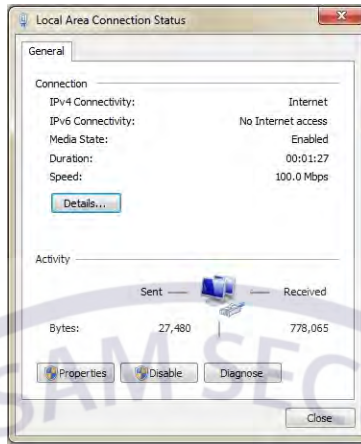 Local Area Connection Status
General
Connection
IPv4 Connectivity: Internet
IPv6 Connectivity: No Internet access
Media State: Enabled
Duration: 00:01:27
Speed: 100.0 Mbps
Details...
Activity
Sent Received
Bytes: 27,480 778,065
Properties Disable Diagnose
Close
SAM SEC